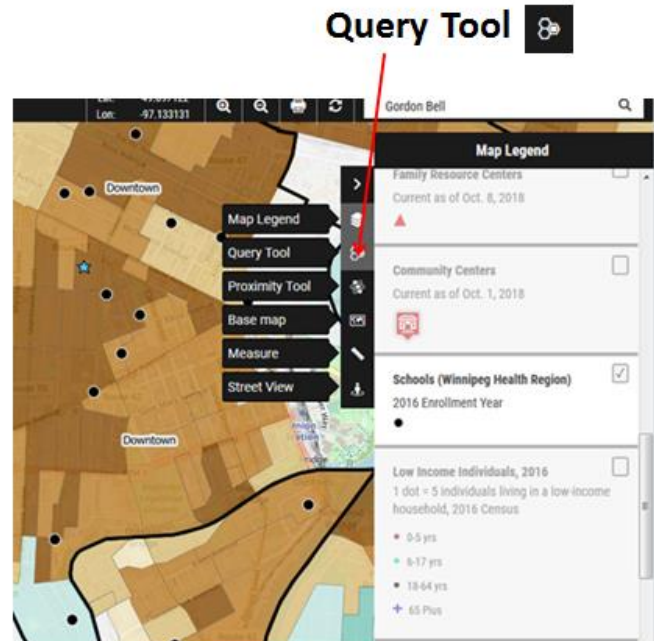 Query Tool
Lon: -97.133131
Gordon Bell
Map Legend
Family Resource Centers
Current as of Oct. 8, 2018
Community Centers
Current as of Oct. 1, 2018
Schools (Winnipeg Health Region)
2016 Enrollment Year
Low Income Individuals, 2016
1 dot = 5 individuals living in a low-income
household, 2016 Census
0-5 yrs
6-17 yrs
18-64 yrs
65 Plus
Downtown
Map Legend
Query Tool
Proximity Tool
Base map
Measure
Street View
Downtown